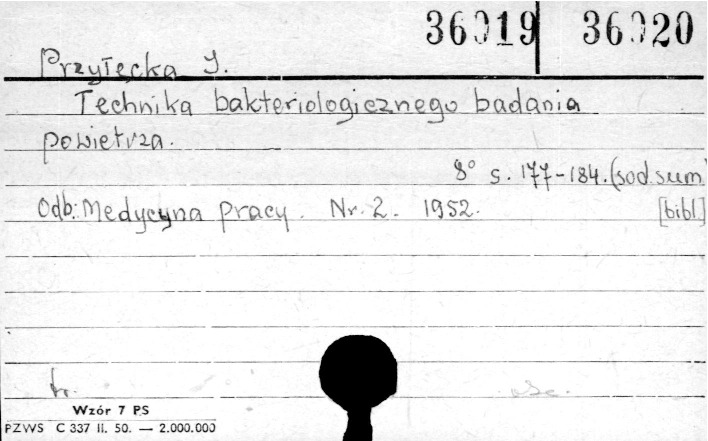 36019 36020
Przyłęcka J.
Technika bakteriologicznego badania
powietrza.
8° s. 177-184. (sod.sum)
Odb: Medycyna pracy. Nr. 2. 1952. [bibl]
Wzór 7 PS
PZWS C 337 II. 50. — 2.000.000